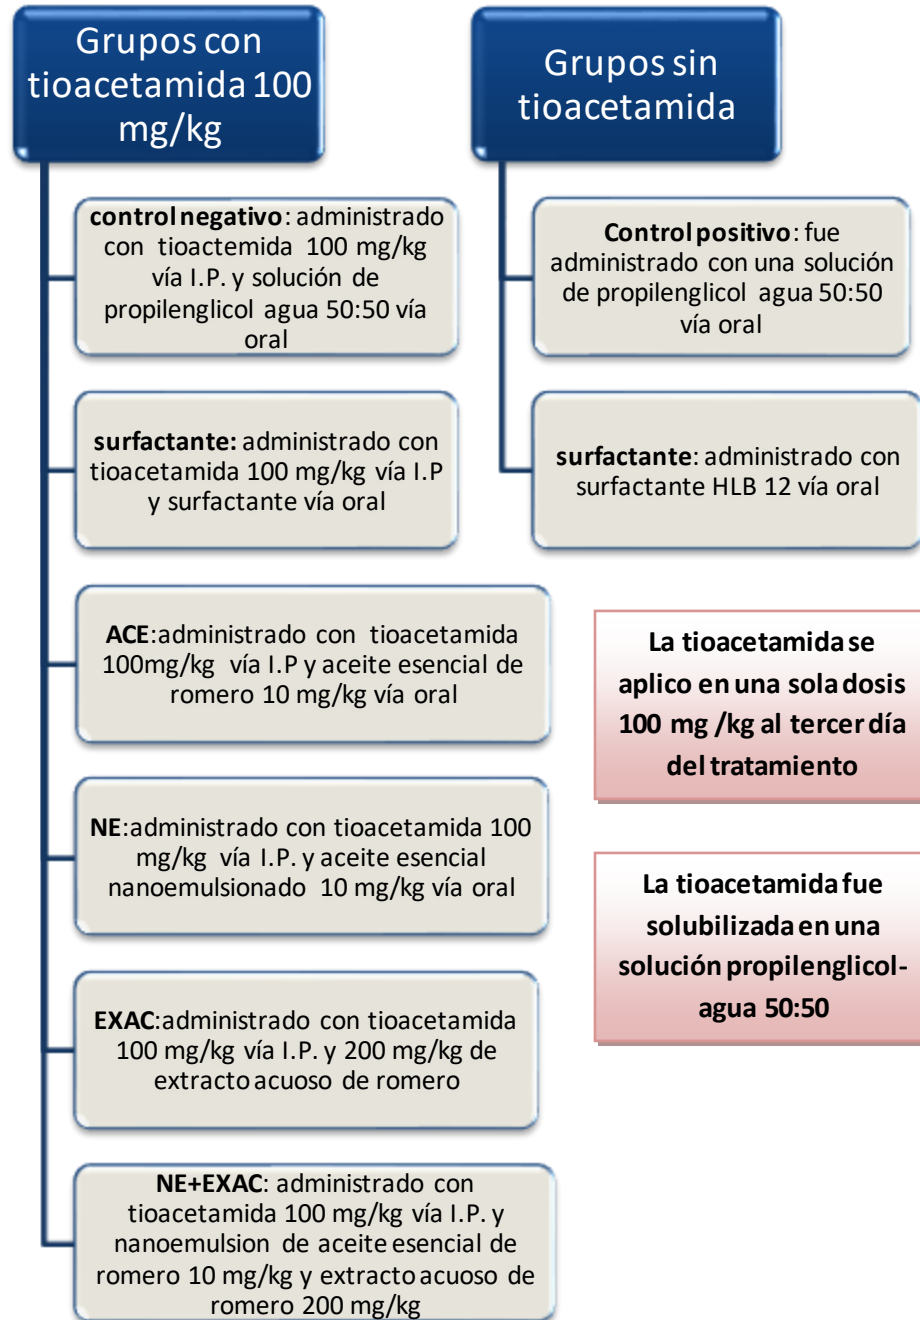 Grupos con
tioacetamida 100
mg/kg
control negativo: administrado
con tioactemida 100 mg/kg
vía I.P. y solución de
propilenglicol agua 50:50 vía
oral
surfactante: administrado con
tioacetamida 100 mg/kg vía I.P
y surfactante vía oral
ACE:administrado con tioacetamida
100mg/kg vía I.P y aceite esencial de
romero 10 mg/kg vía oral
NE:administrado con tioacetamida 100
mg/kg vía I.P. y aceite esencial
nanoemulsionado 10 mg/kg vía oral
EXAC:administrado con tioacetamida
100 mg/kg vía I.P. y 200 mg/kg de
extracto acuoso de romero
NE+EXAC: administrado con
tioacetamida 100 mg/kg vía I.P. y
nanoemulsion de aceite esencial de
romero 10 mg/kg y extracto acuoso de
romero 200 mg/kg
Grupos sin
tioacetamida
Control positivo: fue
administrado con una solución
de propilenglicol agua 50:50
vía oral
surfactante: administrado con
surfactante HLB 12 vía oral
La tioacetamida se
aplico en una sola dosis
100 mg /kg al tercer día
del tratamiento
La tioacetamida fue
solubilizada en una
solución propilenglicol-
agua 50:50